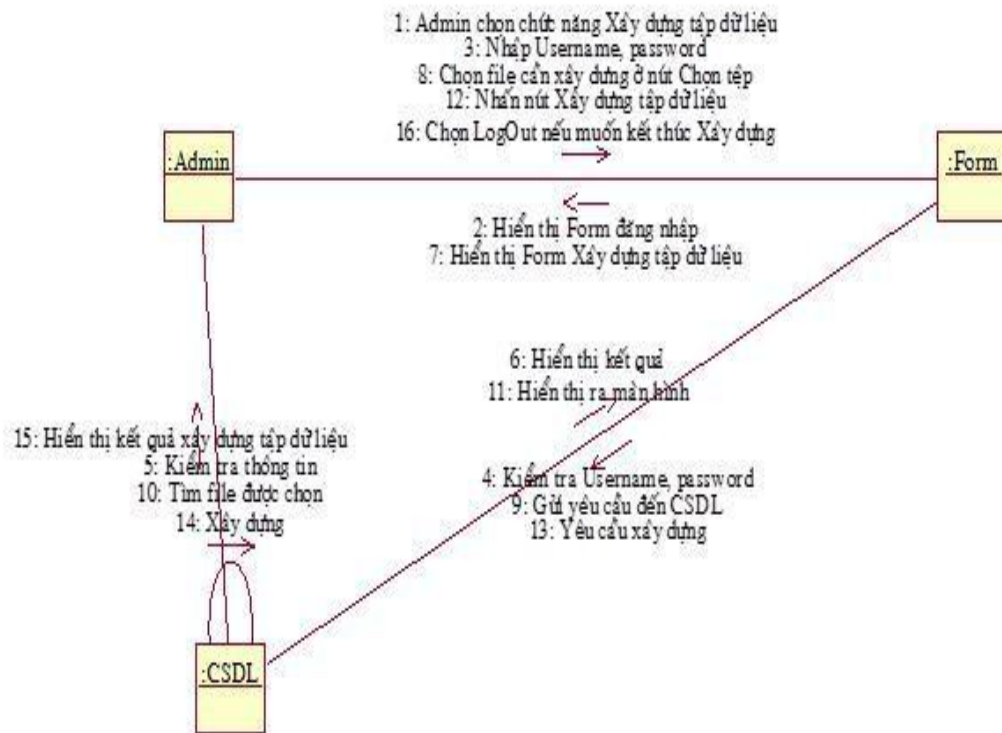 1: Admin chọn chức năng Xây dựng tập dữ liệu
3: Nhập Username, password
8: Chọn file cần xây dựng ở nút Chọn tệp
12: Nhấn nút Xây dựng tập dữ liệu
16: Chọn LogOut nếu muốn kết thúc Xây dựng
:Admin
:Form
2: Hiển thị Form đăng nhập
7: Hiển thị Form Xây dựng tập dữ liệu
6: Hiển thị kết quả
11: Hiển thị ra màn hình
15: Hiển thị kết quả xây dựng tập dữ liệu
5: Kiểm tra thông tin
10: Tìm file được chọn
14: Xây dựng
4: Kiểm tra Username, password
9: Gửi yêu cầu đến CSDL
13: Yêu cầu xây dựng
:CSDL